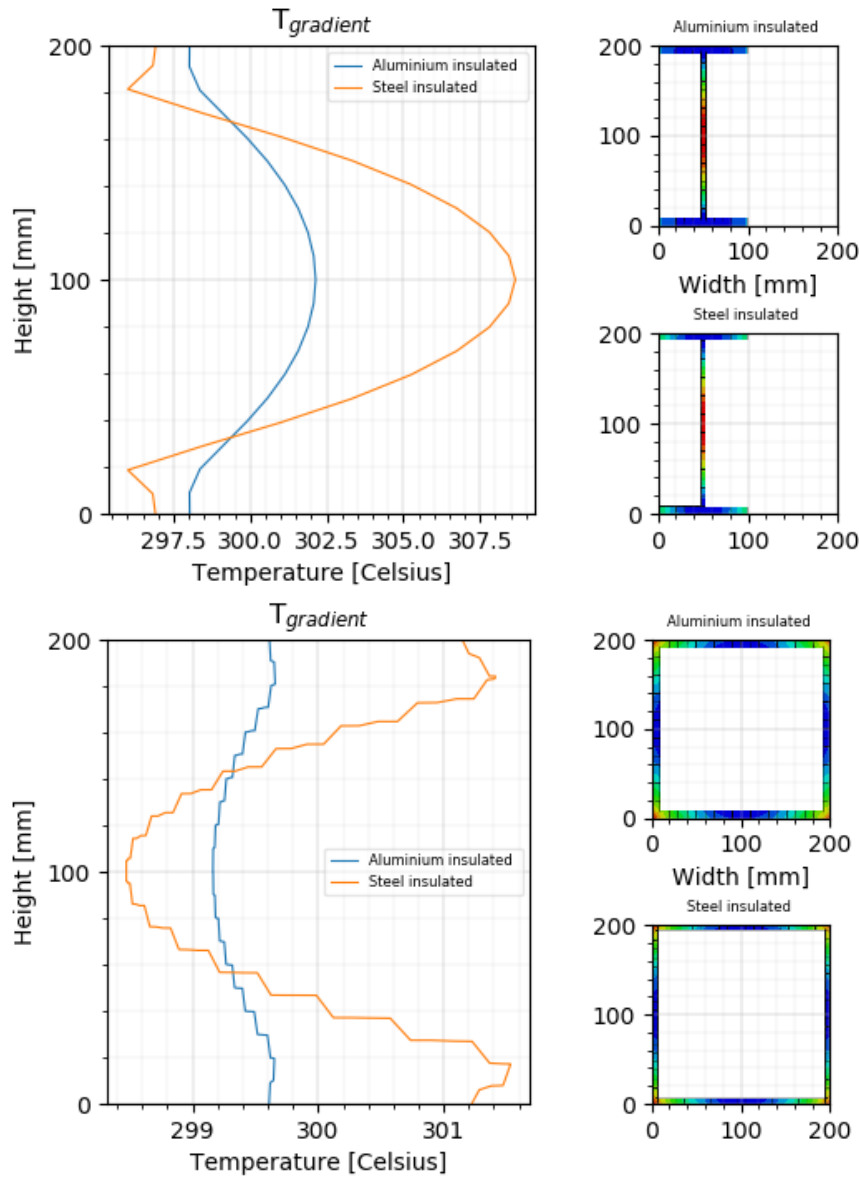 T_gradient
200
100
0
Height [mm]
297.5 300.0 302.5 305.0 307.5
Temperature [Celsius]
Aluminium insulated
Steel insulated
Aluminium insulated
200
100
0
0 100 200
Width [mm]
Steel insulated
200
100
0
0 100 200
T_gradient
200
100
0
Height [mm]
299 300 301
Temperature [Celsius]
Aluminium insulated
Steel insulated
Aluminium insulated
200
100
0
0 100 200
Width [mm]
Steel insulated
200
100
0
0 100 200